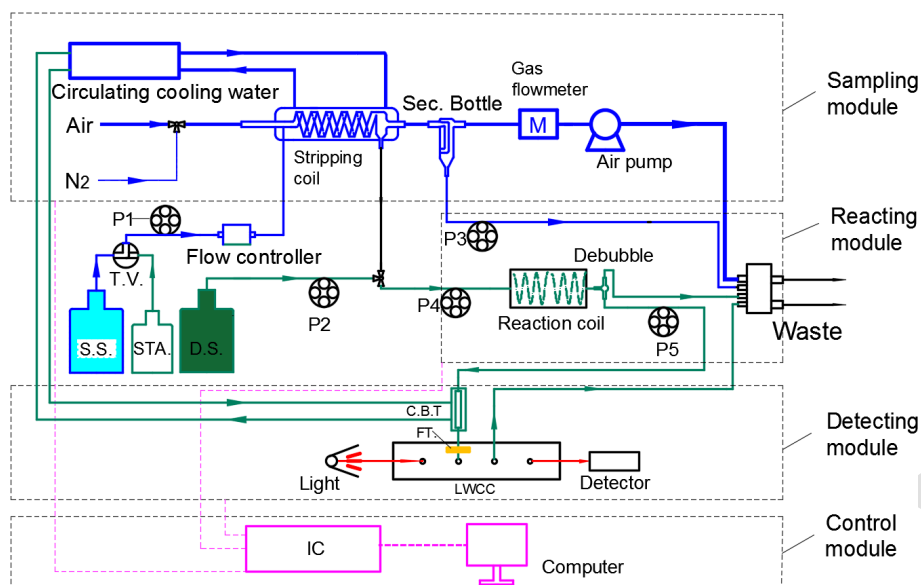 Gas
flowmeter
Sampling
module
Circulating cooling water
Sec. Bottle
Air
M
Air pump
Stripping
coil
N2
P1
P3
Reacting
module
Debubble
Flow controller
T.V.
P2
P4
Reaction coil
P5
Waste
S.S.
STA.
D.S.
C.B.T
FT.
Detecting
module
Light
LWCC
Detector
Control
module
IC
Computer